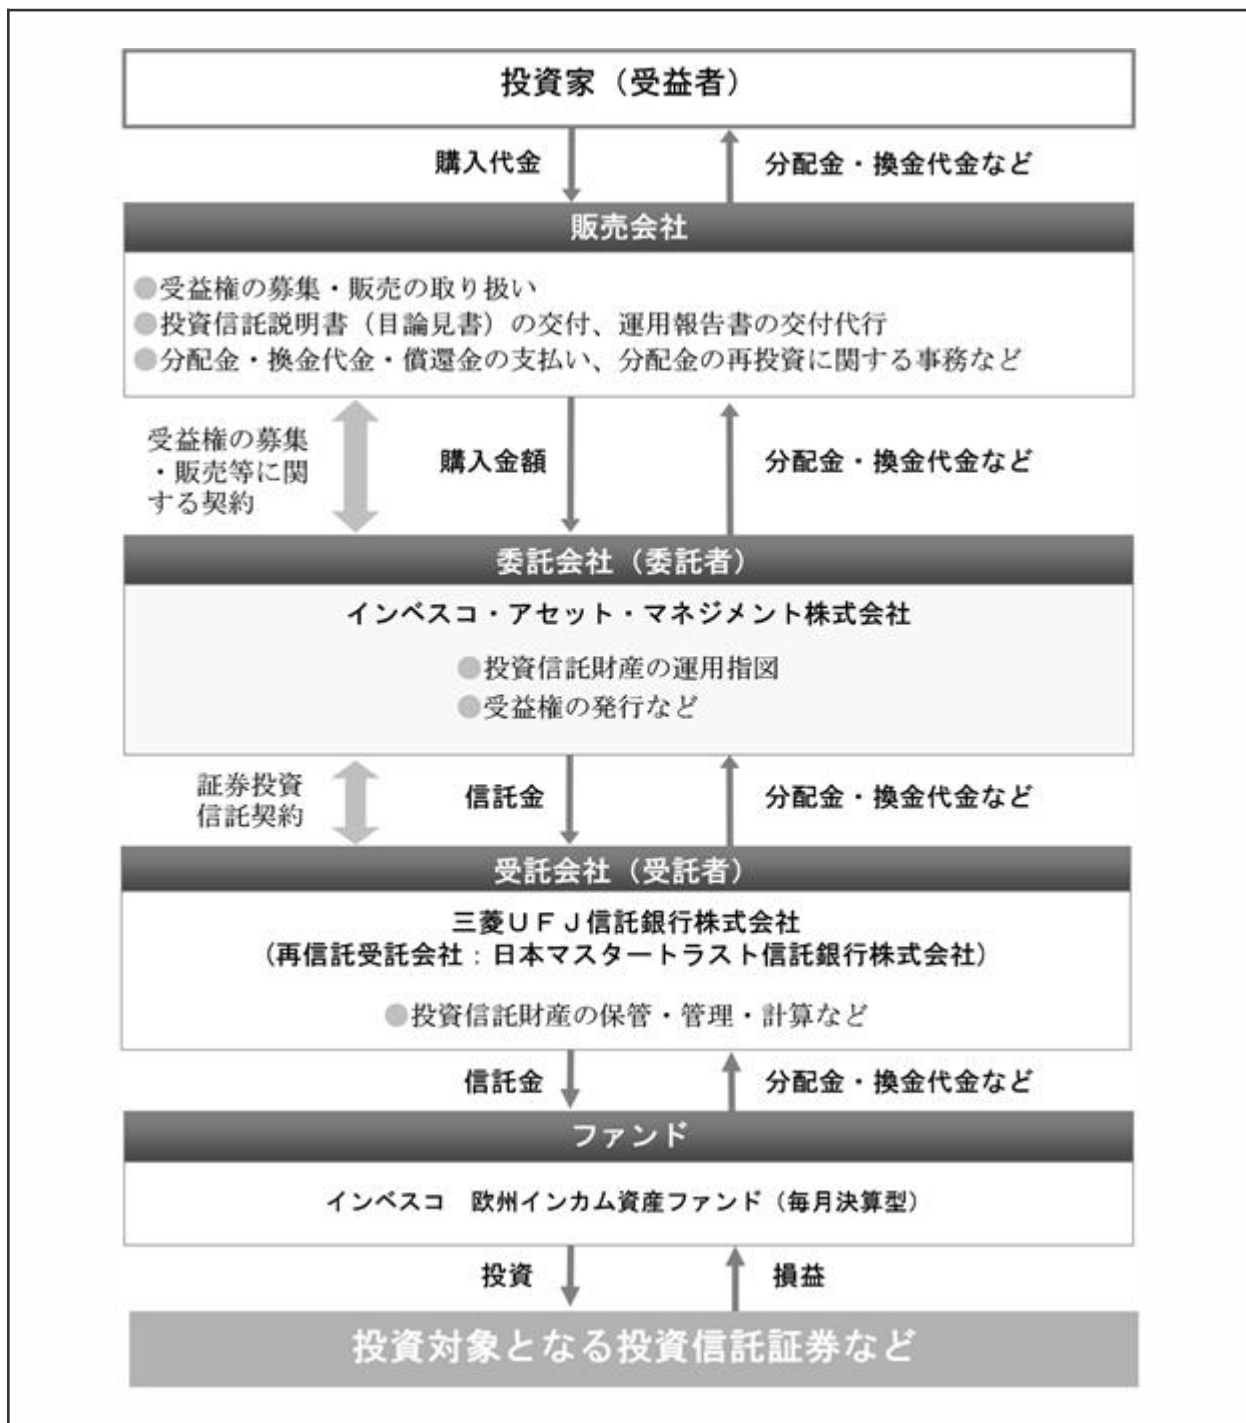 投資家（受益者）
購入代金
分配金・換金代金など
販売会社
●受益権の募集・販売の取り扱い
●投資信託説明書（目論見書）の交付、運用報告書の交付代行
●分配金・換金代金・償還金の支払い、分配金の再投資に関する事務など
受益権の募集
・販売等に関
する契約
購入金額
分配金・換金代金など
委託会社（委託者）
インベスコ・アセット・マネジメント株式会社
●投資信託財産の運用指図
●受益権の発行など
証券投資
信託契約
信託金
分配金・換金代金など
受託会社（受託者）
三菱ＵＦＪ信託銀行株式会社
（再信託受託会社：日本マスタートラスト信託銀行株式会社）
●投資信託財産の保管・管理・計算など
信託金
分配金・換金代金など
ファンド
インベスコ　欧州インカム資産ファンド（毎月決算型）
投資
損益
投資対象となる投資信託証券など